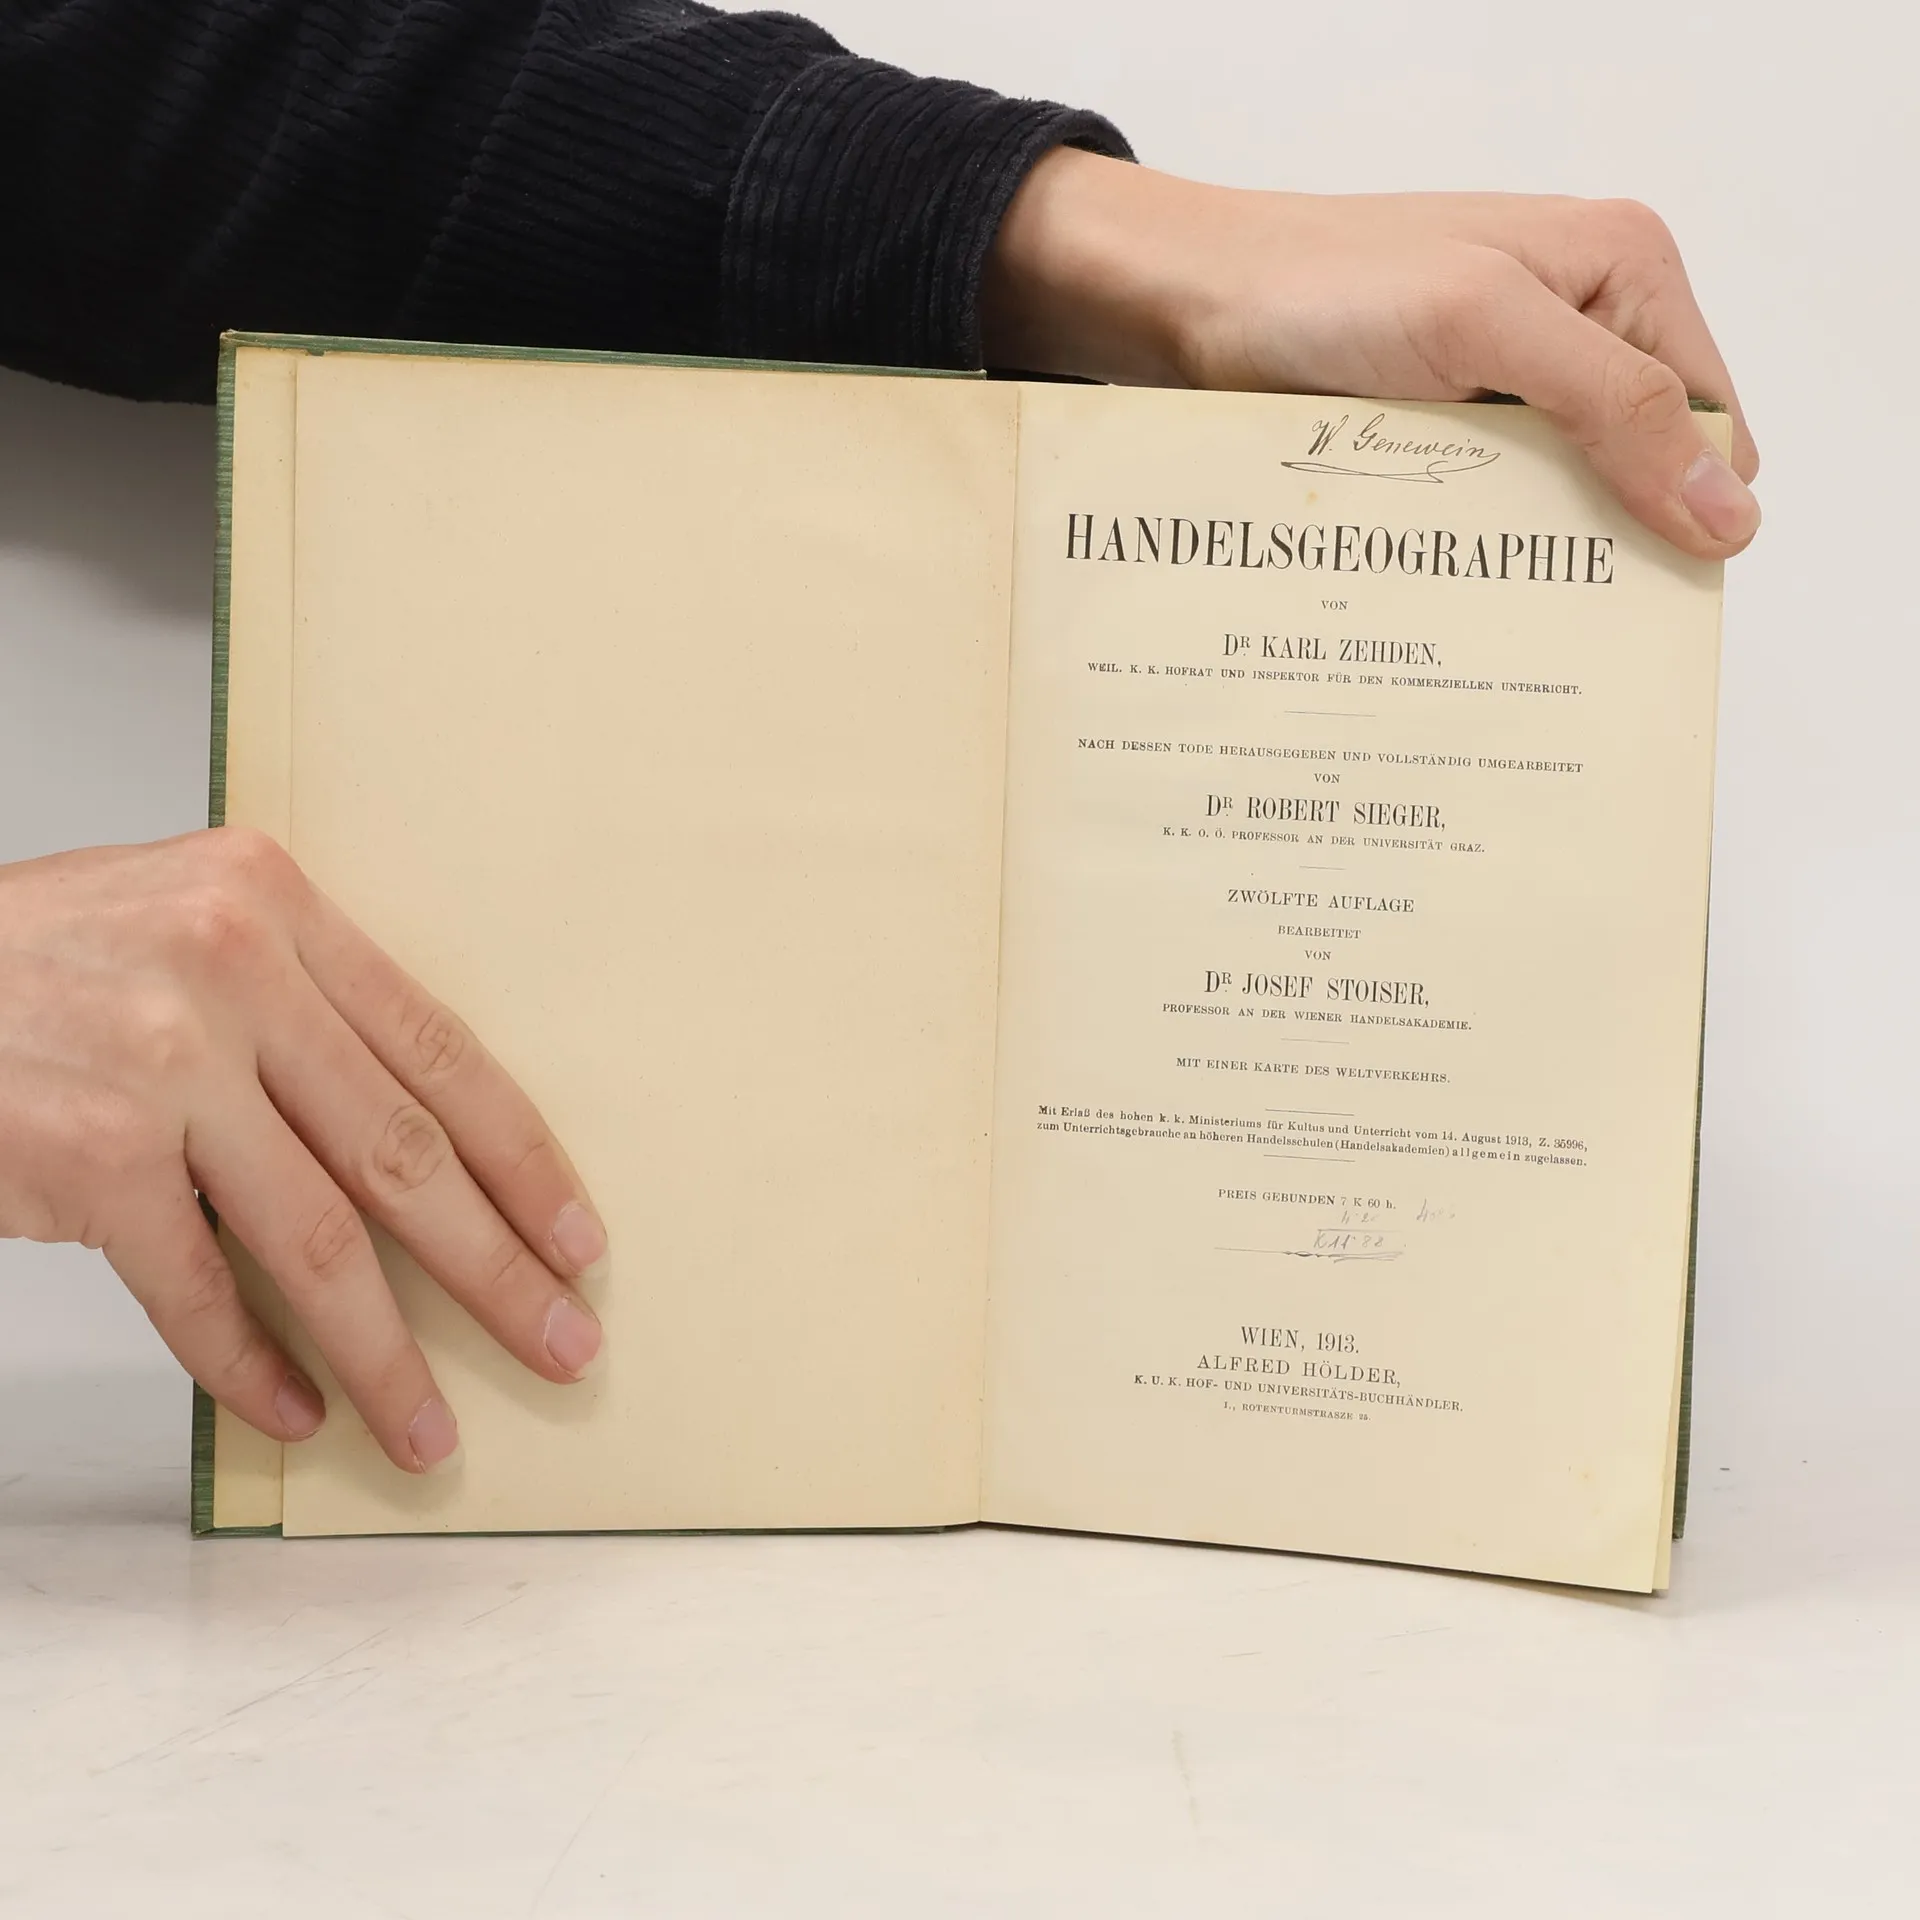 W. Genewein
HANDELSGEOGRAPHIE
VON
DR KARL ZEHDEN,
WEIL. K. K. HOFRAT UND INSPEKTOR FÜR DEN KOMMERZIELLEN UNTERRICHT.
NACH DESSEN TODE HERAUSGEGEBEN UND VOLLSTÄNDIG UMGEARBEITET
VON
DR ROBERT SIEGER,
K. K. O. Ö. PROFESSOR AN DER UNIVERSITÄT GRAZ.
ZWÖLFTE AUFLAGE
BEARBEITET
VON
DR JOSEF STOISER,
PROFESSOR AN DER WIENER HANDELSAKADEMIE.
MIT EINER KARTE DES WELTVERKEHRS.
Mit Erlaß des hohen k. k. Ministeriums für Kultus und Unterricht vom 14. August 1913, Z. 35996,
zum Unterrichtsgebrauche an höheren Handelsschulen (Handelsakademien) allgemein zugelassen.
PREIS GEBUNDEN 7 K 60 h.
K 11 88
WIEN, 1913.
ALFRED HÖLDER,
K. U. K. HOF- UND UNIVERSITÄTS-BUCHHÄNDLER.
I., ROTENTURMSTRASZE 25.